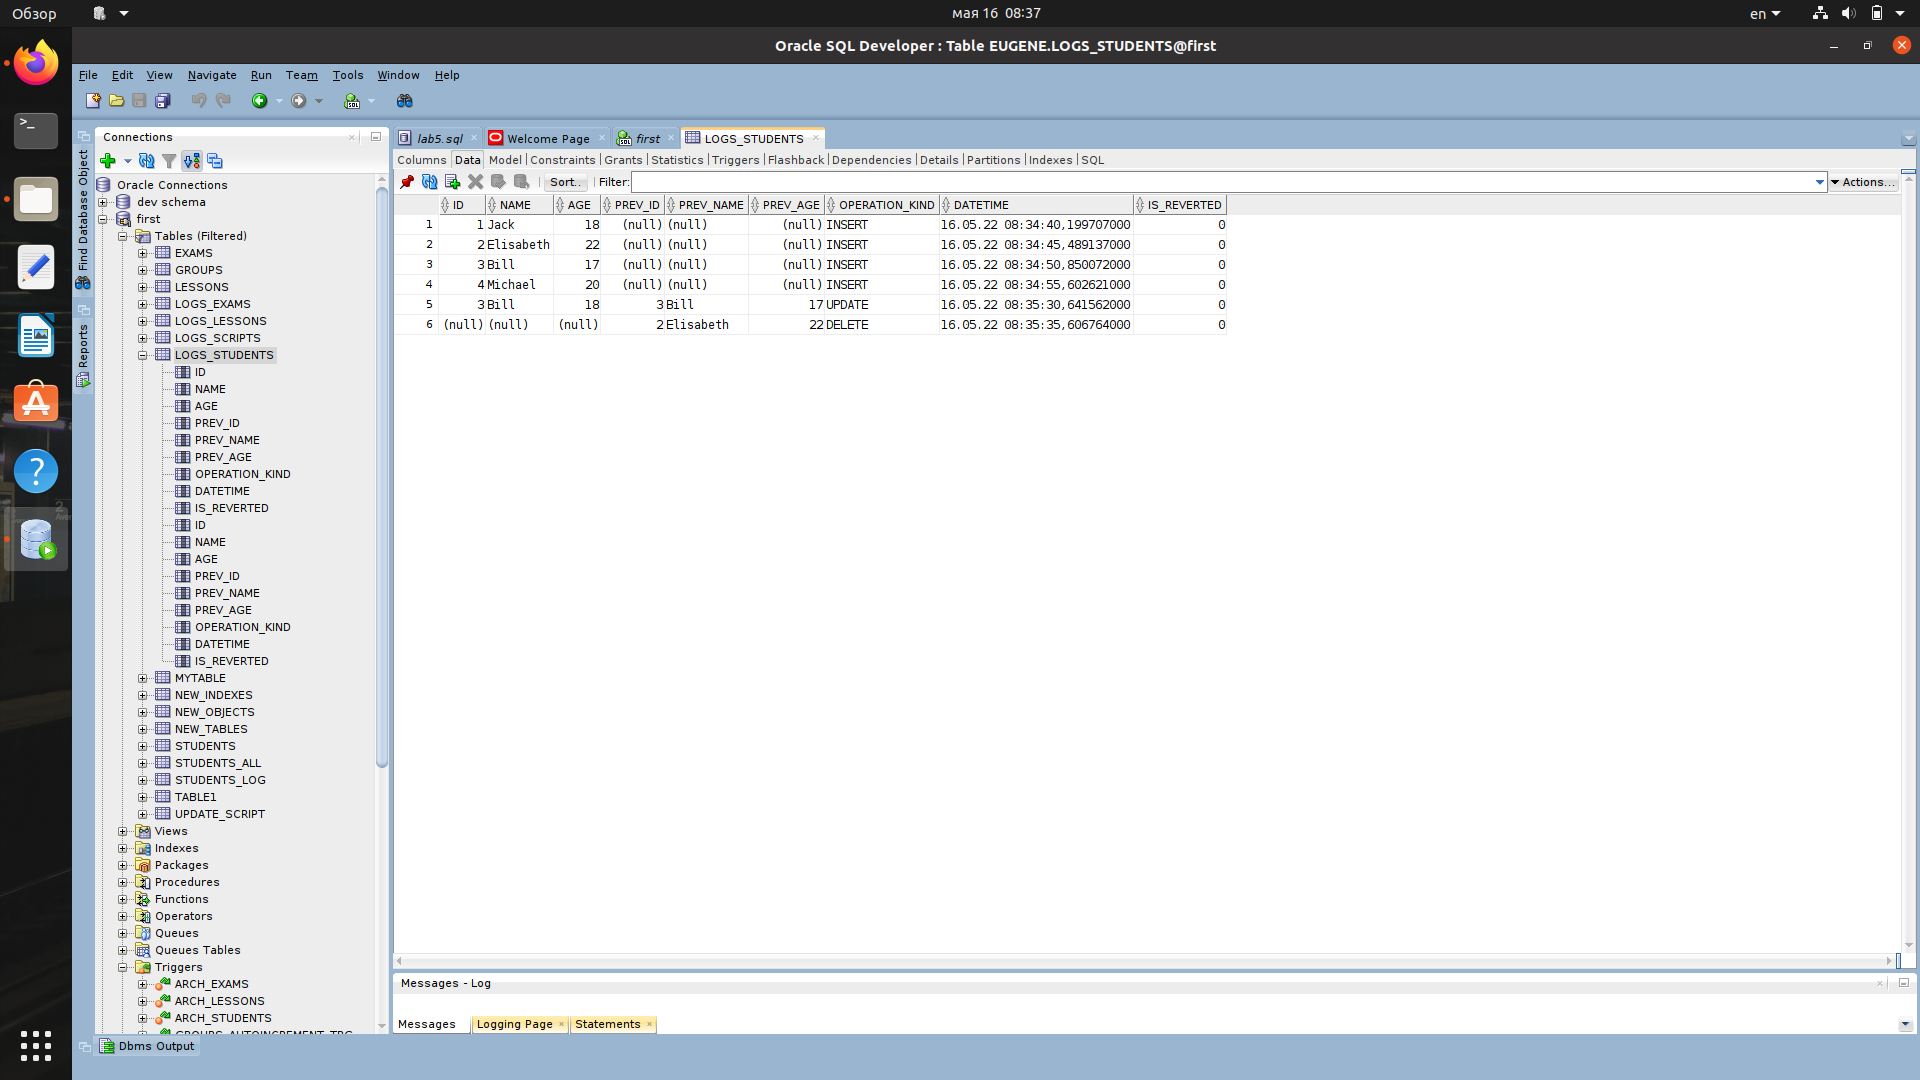 Обзор
мая 16 08:37
en
Oracle SQL Developer : Table EUGENE.LOGS_STUDENTS@first
File Edit View Navigate Run Team Tools Window Help
Find Database Object
Reports
Connections
Oracle Connections
dev schema
first
Tables (Filtered)
EXAMS
GROUPS
LESSONS
LOGS_EXAMS
LOGS_LESSONS
LOGS_SCRIPTS
LOGS_STUDENTS
ID
NAME
AGE
PREV_ID
PREV_NAME
PREV_AGE
OPERATION_KIND
DATETIME
IS_REVERTED
ID
NAME
AGE
PREV_ID
PREV_NAME
PREV_AGE
OPERATION_KIND
DATETIME
IS_REVERTED
MYTABLE
NEW_INDEXES
NEW_OBJECTS
NEW_TABLES
STUDENTS
STUDENTS_ALL
STUDENTS_LOG
TABLE1
UPDATE_SCRIPT
Views
Indexes
Packages
Procedures
Functions
Operators
Queues
Queues Tables
Triggers
ARCH_EXAMS
ARCH_LESSONS
ARCH_STUDENTS
GROUPS_AUTOINCREMENT_TRG
lab5.sql Welcome Page first LOGS_STUDENTS
Columns Data Model Constraints Grants Statistics Triggers Flashback Dependencies Details Partitions Indexes SQL
Sort.. Filter: Actions...
ID NAME AGE PREV_ID PREV_NAME PREV_AGE OPERATION_KIND DATETIME IS_REVERTED
1 1 Jack 18 (null) (null) (null) INSERT 16.05.22 08:34:40,199707000 0
2 2 Elisabeth 22 (null) (null) (null) INSERT 16.05.22 08:34:45,489137000 0
3 3 Bill 17 (null) (null) (null) INSERT 16.05.22 08:34:50,850072000 0
4 4 Michael 20 (null) (null) (null) INSERT 16.05.22 08:34:55,602621000 0
5 3 Bill 18 3 Bill 17 UPDATE 16.05.22 08:35:30,641562000 0
6 (null) (null) (null) 2 Elisabeth 22 DELETE 16.05.22 08:35:35,606764000 0
Messages - Log
Messages Logging Page Statements
Dbms Output